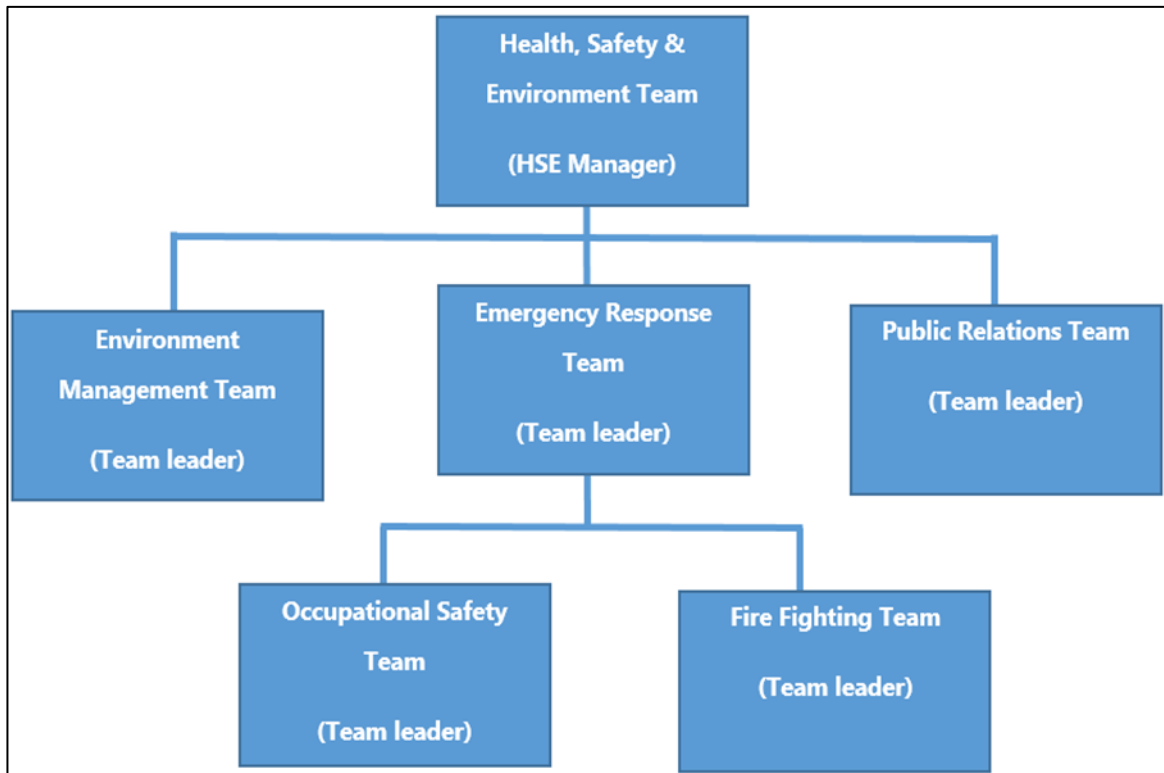 Health, Safety &
Environment Team
(HSE Manager)
Environment
Management Team
(Team leader)
Emergency Response
Team
(Team leader)
Public Relations Team
(Team leader)
Occupational Safety
Team
(Team leader)
Fire Fighting Team
(Team leader)